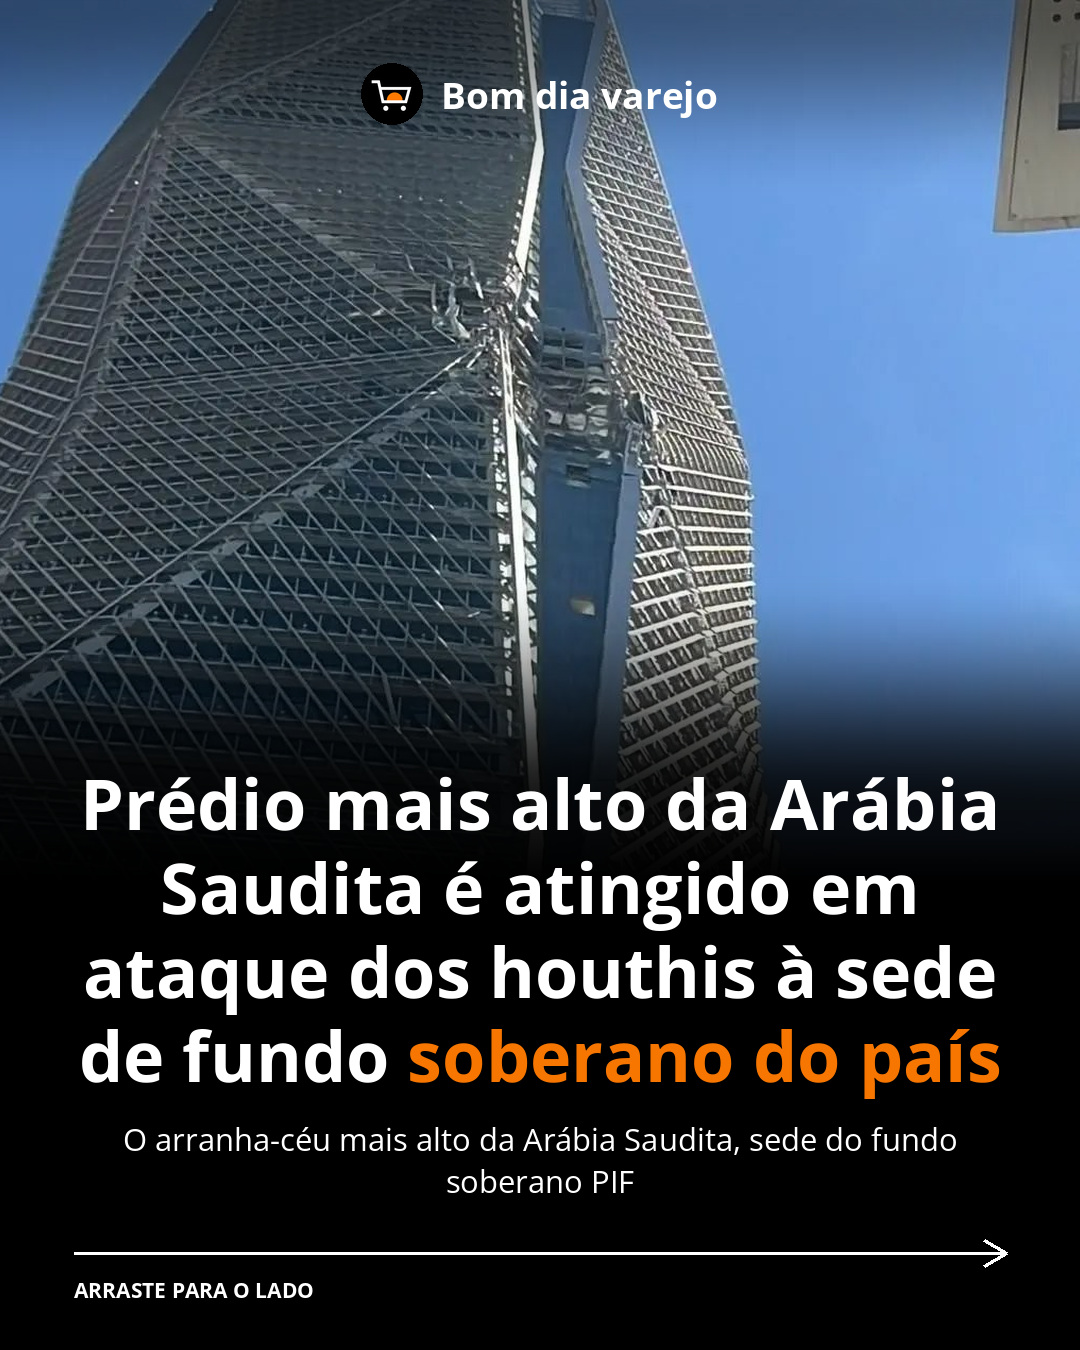 Bom dia varejo
Prédio mais alto da Arábia
Saudita é atingido em
ataque dos houthis à sede
de fundo soberano do país
O arranha-céu mais alto da Arábia Saudita, sede do fundo
soberano PIF
ARRASTE PARA O LADO